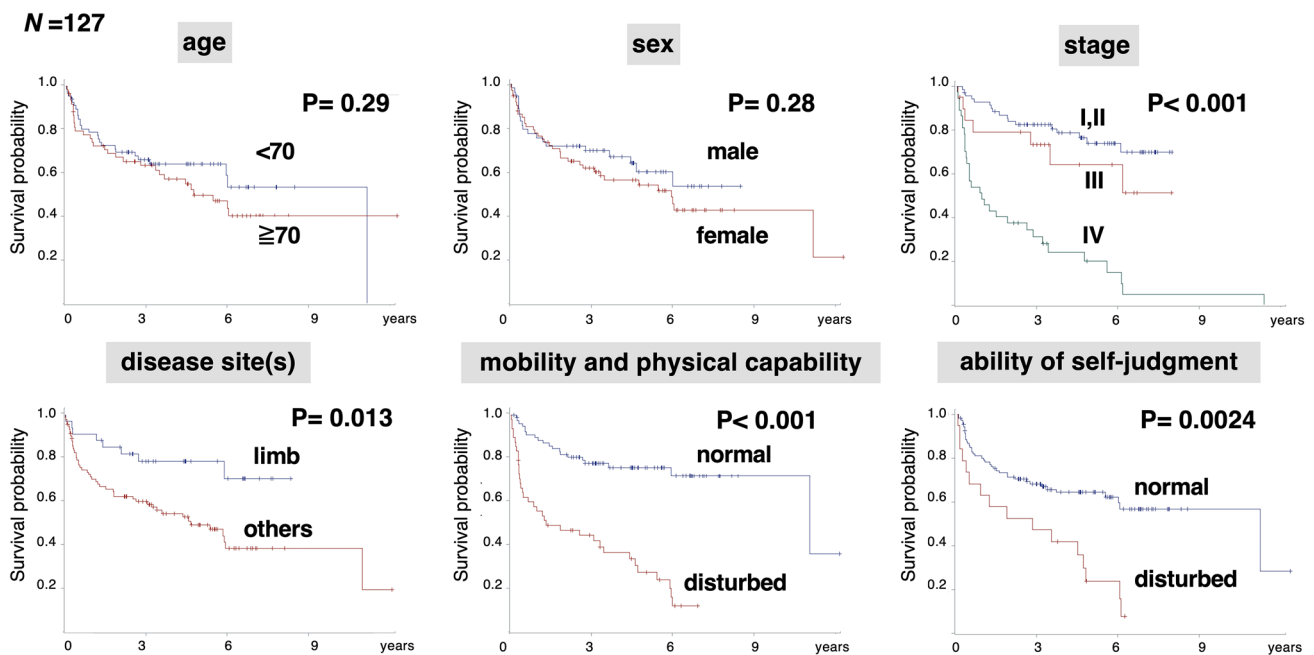 N =127
age
Survival probability
1.0
0.8
0.6
0.4
0.2
P= 0.29
<70
≧70
0 3 6 9 years
sex
Survival probability
1.0
0.8
0.6
0.4
0.2
P= 0.28
male
female
0 3 6 9 years
stage
Survival probability
1.0
0.8
0.6
0.4
0.2
P< 0.001
I,II
III
IV
0 3 6 9 years
disease site(s)
Survival probability
1.0
0.8
0.6
0.4
0.2
P= 0.013
limb
others
0 3 6 9 years
mobility and physical capability
Survival probability
1.0
0.8
0.6
0.4
0.2
P< 0.001
normal
disturbed
0 3 6 9 years
ability of self-judgment
Survival probability
1.0
0.8
0.6
0.4
0.2
P= 0.0024
normal
disturbed
0 3 6 9 years